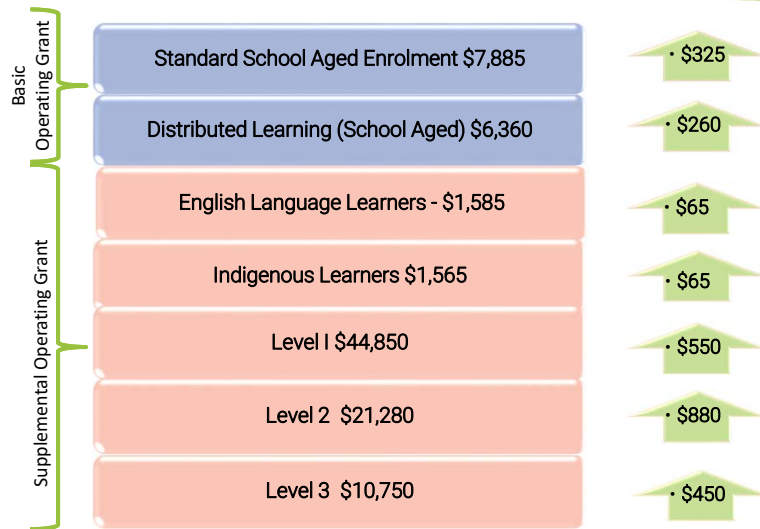 Basic
Operating Grant
Standard School Aged Enrolment $7,885
• $325
Distributed Learning (School Aged) $6,360
• $260
Supplemental Operating Grant
English Language Learners - $1,585
• $65
Indigenous Learners $1,565
• $65
Level I $44,850
• $550
Level 2 $21,280
• $880
Level 3 $10,750
• $450